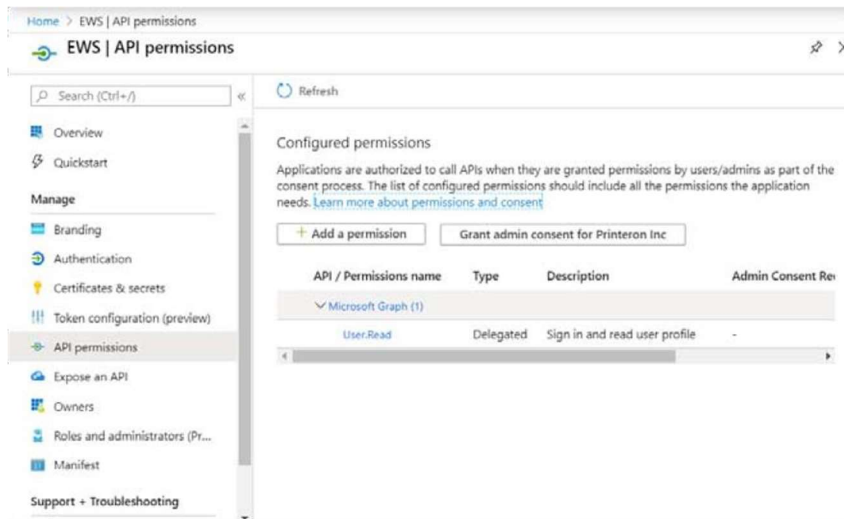 Home > EWS | API permissions
EWS | API permissions
Search (Ctrl+/)
Overview
Quickstart
Manage
Branding
Authentication
Certificates & secrets
Token configuration (preview)
API permissions
Expose an API
Owners
Roles and administrators (Pr...
Manifest
Support + Troubleshooting
Refresh
Configured permissions
Applications are authorized to call APIs when they are granted permissions by users/admins as part of the
consent process. The list of configured permissions should include all the permissions the application
needs. Learn more about permissions and consent
+ Add a permission Grant admin consent for Printeron Inc
API / Permissions name Type Description Admin Consent Re
Microsoft Graph (1)
User.Read Delegated Sign in and read user profile -